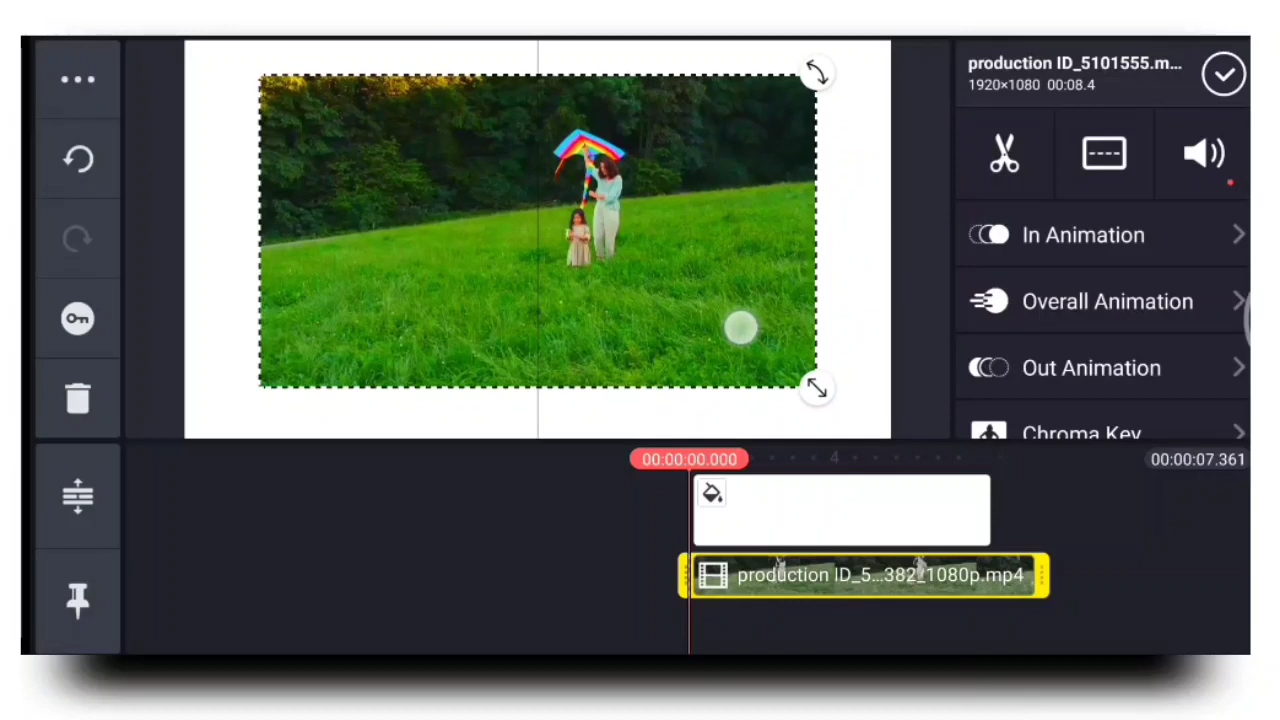 production ID_5101555.m...
1920×1080 00:08.4
In Animation
Overall Animation
Out Animation
Chroma Key
00:00:00.000
4
00:00:07.361
production ID_5...382_1080p.mp4